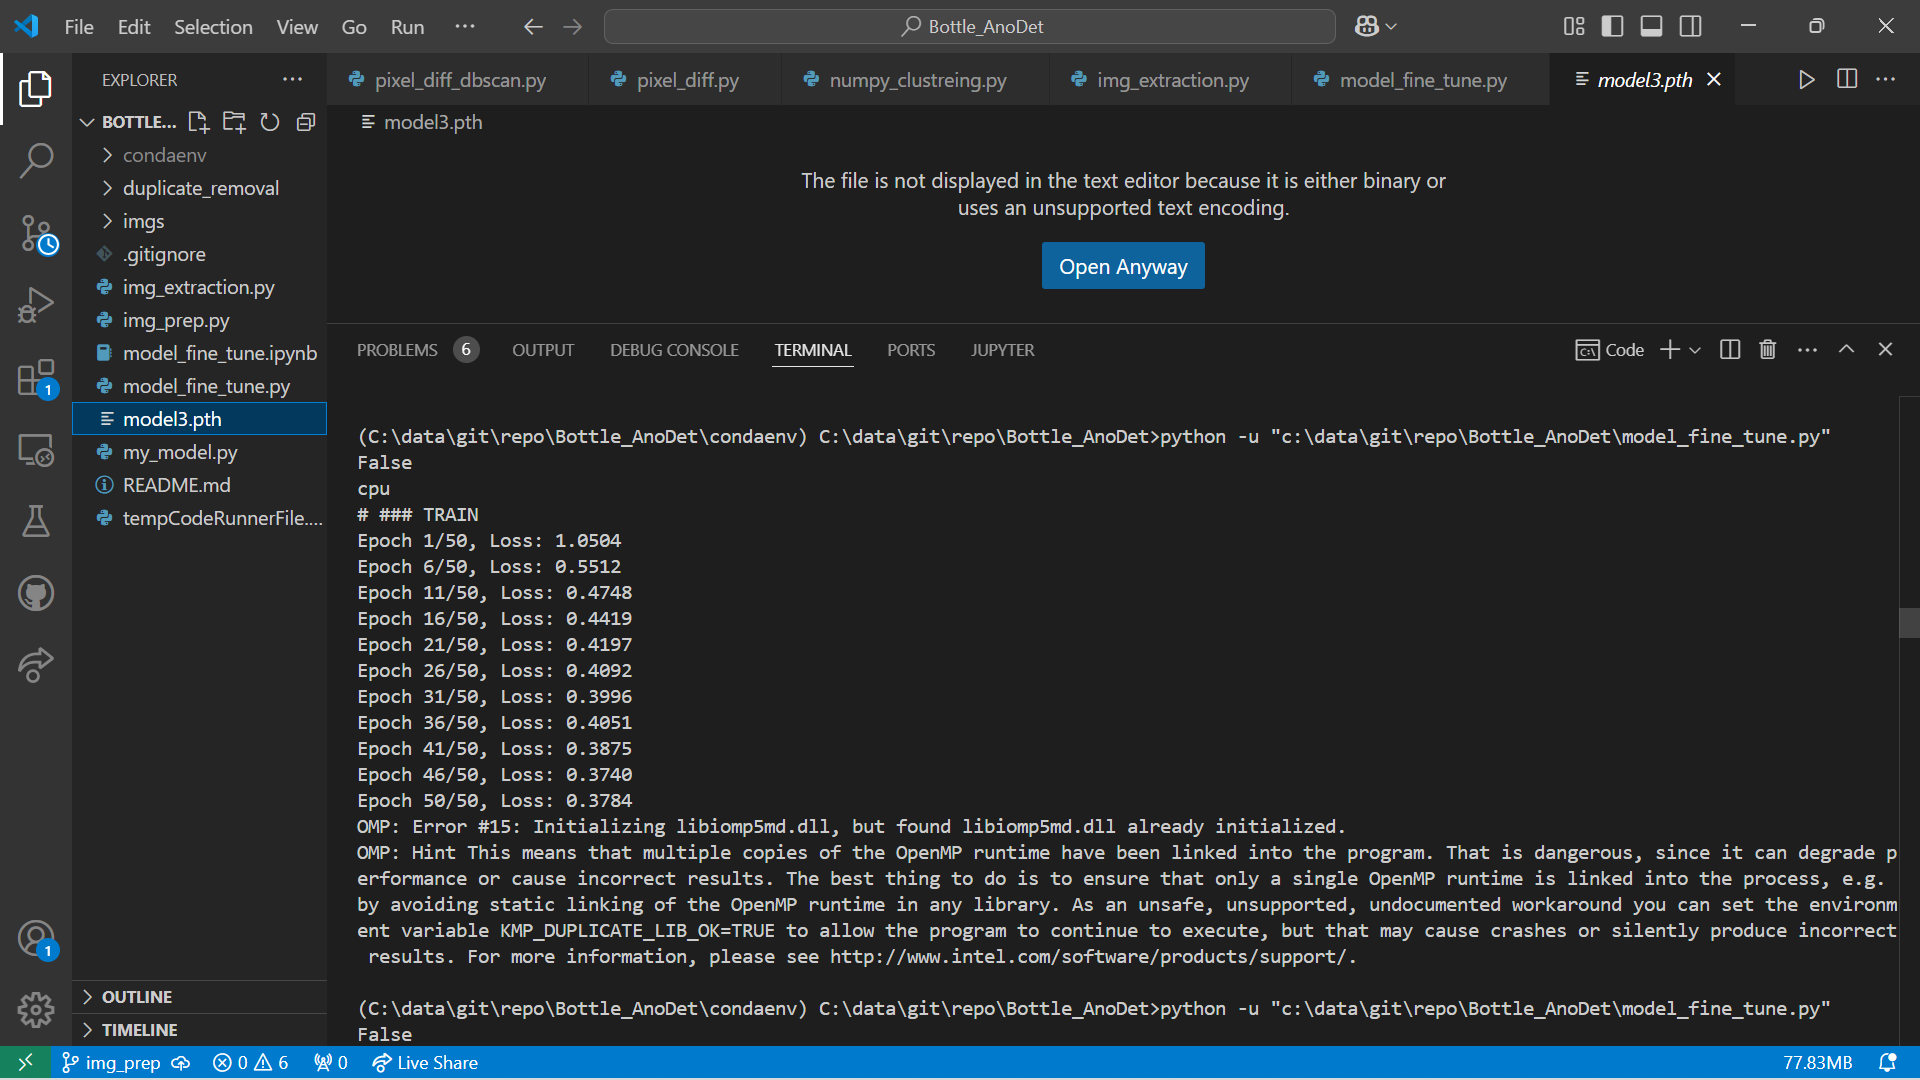 File Edit Selection View Go Run ··· Bottle_AnoDet
EXPLORER ···
BOTTLE...
condaenv
duplicate_removal
imgs
.gitignore
img_extraction.py
img_prep.py
model_fine_tune.ipynb
model_fine_tune.py
model3.pth
my_model.py
README.md
tempCodeRunnerFile....
OUTLINE
TIMELINE
1
1
pixel_diff_dbscan.py pixel_diff.py numpy_clustreing.py img_extraction.py model_fine_tune.py model3.pth
model3.pth
The file is not displayed in the text editor because it is either binary or
uses an unsupported text encoding.
Open Anyway
PROBLEMS 6 OUTPUT DEBUG CONSOLE TERMINAL PORTS JUPYTER Code
(C:\data\git\repo\Bottle_AnoDet\condaenv) C:\data\git\repo\Bottle_AnoDet>python -u "c:\data\git\repo\Bottle_AnoDet\model_fine_tune.py"
False
cpu
# ### TRAIN
Epoch 1/50, Loss: 1.0504
Epoch 6/50, Loss: 0.5512
Epoch 11/50, Loss: 0.4748
Epoch 16/50, Loss: 0.4419
Epoch 21/50, Loss: 0.4197
Epoch 26/50, Loss: 0.4092
Epoch 31/50, Loss: 0.3996
Epoch 36/50, Loss: 0.4051
Epoch 41/50, Loss: 0.3875
Epoch 46/50, Loss: 0.3740
Epoch 50/50, Loss: 0.3784
OMP: Error #15: Initializing libiomp5md.dll, but found libiomp5md.dll already initialized.
OMP: Hint This means that multiple copies of the OpenMP runtime have been linked into the program. That is dangerous, since it can degrade p
erformance or cause incorrect results. The best thing to do is to ensure that only a single OpenMP runtime is linked into the process, e.g.
by avoiding static linking of the OpenMP runtime in any library. As an unsafe, unsupported, undocumented workaround you can set the environm
ent variable KMP_DUPLICATE_LIB_OK=TRUE to allow the program to continue to execute, but that may cause crashes or silently produce incorrect
results. For more information, please see http://www.intel.com/software/products/support/.
(C:\data\git\repo\Bottle_AnoDet\condaenv) C:\data\git\repo\Bottle_AnoDet>python -u "c:\data\git\repo\Bottle_AnoDet\model_fine_tune.py"
False
img_prep 0 6 0 Live Share 77.83MB